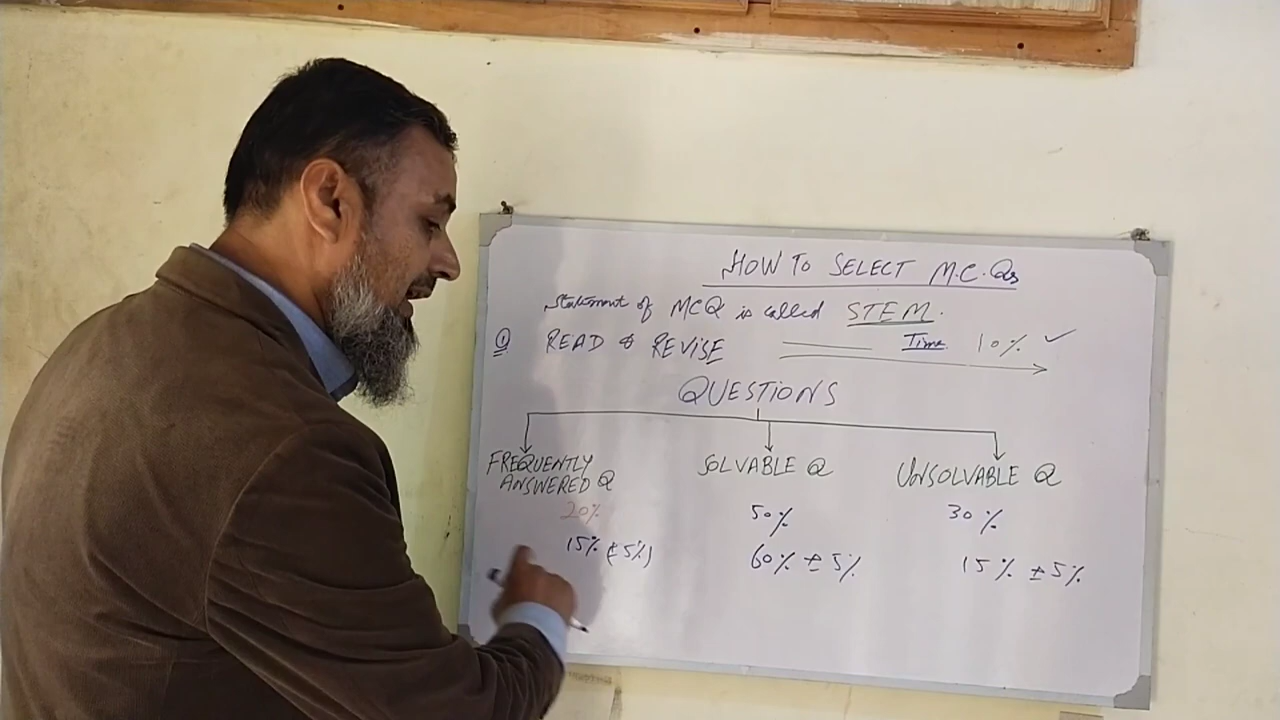 HOW TO SELECT M.C.Qs
Statement of MCQ is called STEM.
① READ & REVISE Time 10% ✓
QUESTIONS
FREQUENTLY ANSWERED Q
SOLVABLE Q
UNSOLVABLE Q
20% 50% 30%
15% (±5%) 60% ±5% 15% ±5%